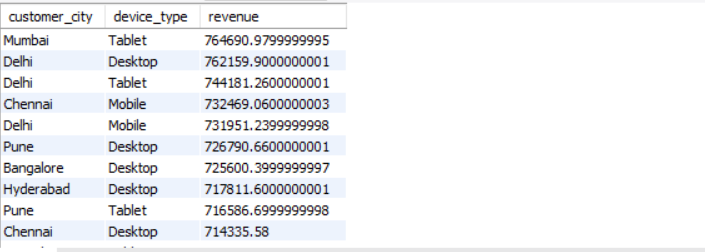 customer_city device_type revenue
Mumbai Tablet 764690.9799999995
Delhi Desktop 762159.9000000001
Delhi Tablet 744181.2600000001
Chennai Mobile 732469.0600000003
Delhi Mobile 731951.2399999998
Pune Desktop 726790.6600000001
Bangalore Desktop 725600.3999999997
Hyderabad Desktop 717811.6000000001
Pune Tablet 716586.6999999998
Chennai Desktop 714335.58